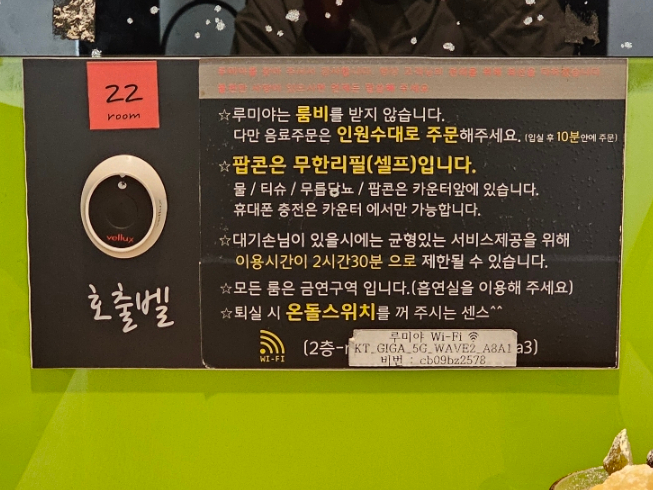 22
room
☆루미야는 룸비를 받지 않습니다.
다만 음료주문은 인원수대로 주문해주세요. (입실 후 10분안에 주문)
☆팝콘은 무한리필(셀프)입니다.
물 / 티슈 / 무릅담뇨 / 팝콘은 카운터앞에 있습니다.
휴대폰 충전은 카운터 에서만 가능합니다.
☆대기손님이 있을시에는 균형있는 서비스제공을 위해
이용시간이 2시간30분 으로 제한될 수 있습니다.
☆모든 룸은 금연구역 입니다.(흡연실을 이용해 주세요)
☆퇴실 시 온돌스위치를 꺼 주시는 센스^^
vellux
호출벨
WI-FI
(2층-
루미야 Wi-Fi
KT_GIGA_5G_WAVE2_A8A1
a3)
비번 : cb09bz2578